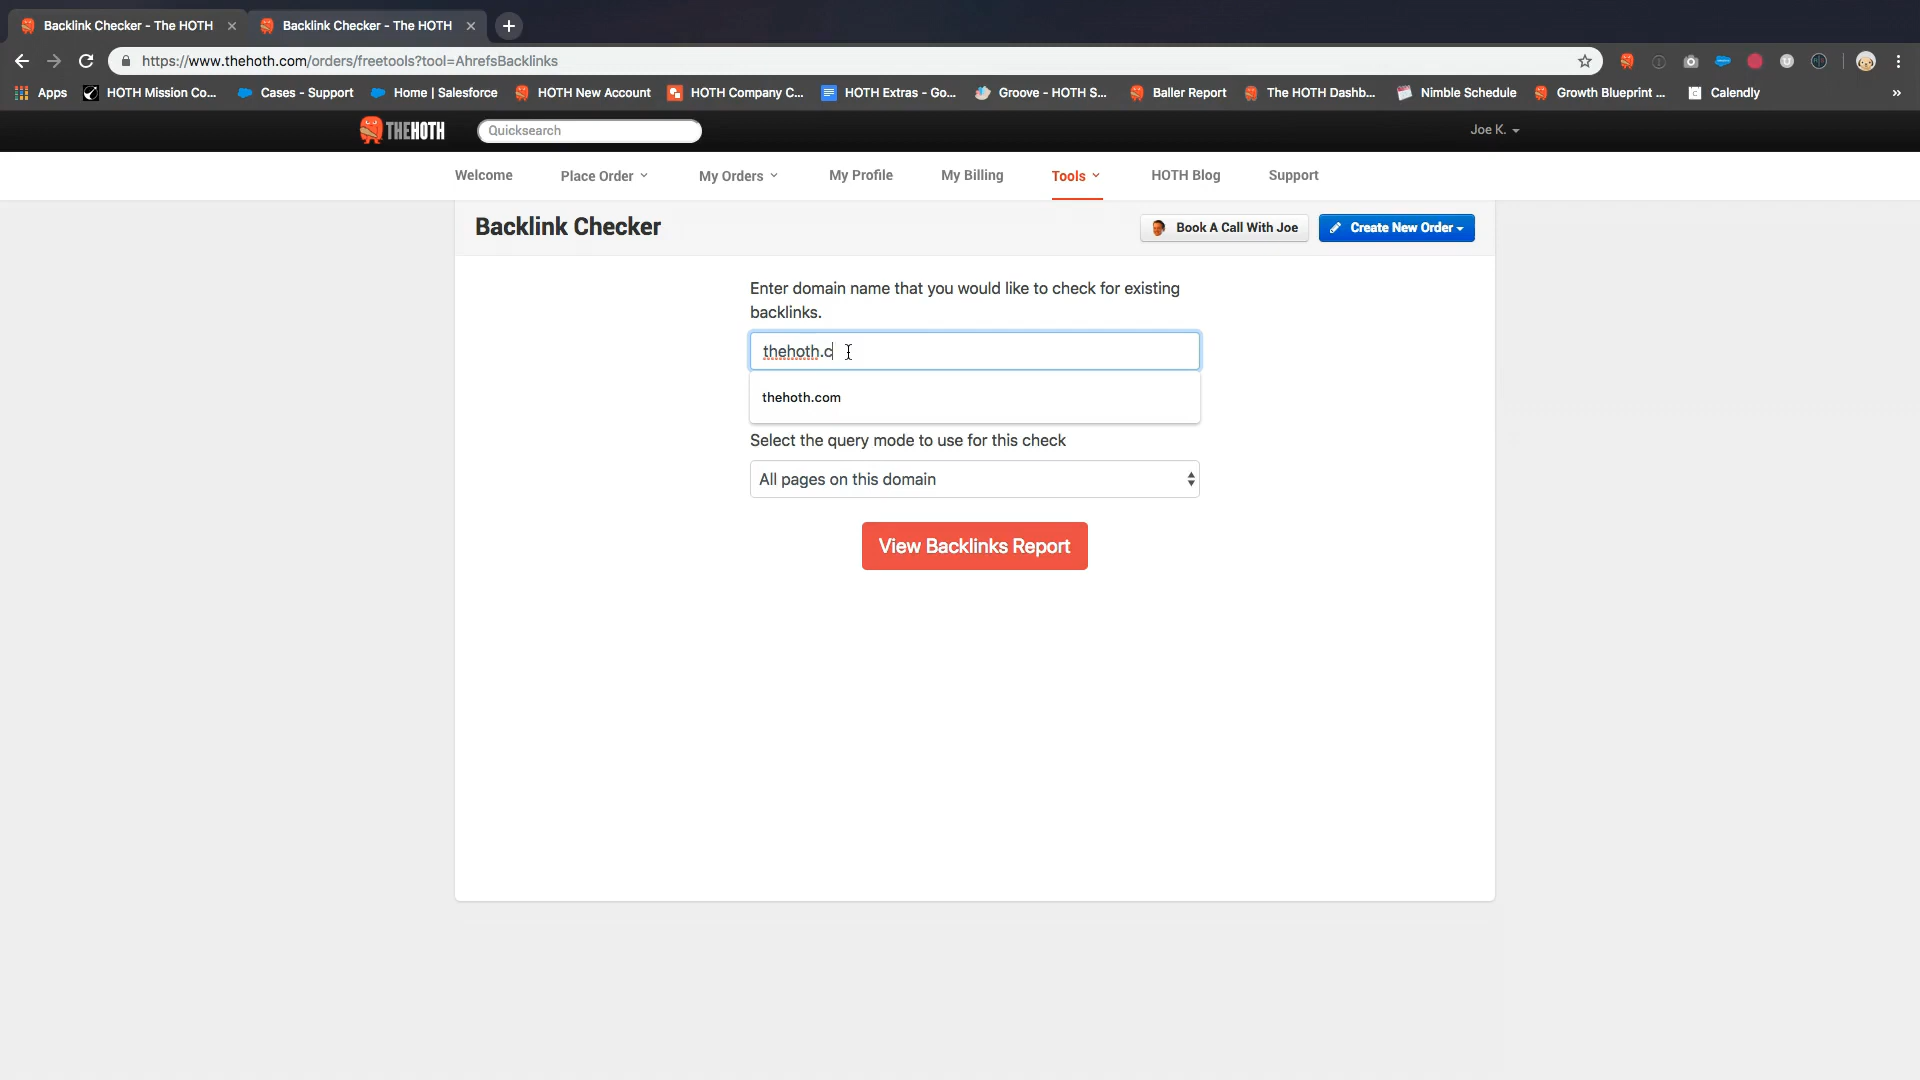 Backlink Checker - The HOTH
Backlink Checker - The HOTH
https://www.thehoth.com/orders/freetools?tool=AhrefsBacklinks
Apps HOTH Mission Co... Cases - Support Home | Salesforce HOTH New Account HOTH Company C... HOTH Extras - Go... Groove - HOTH S... Baller Report The HOTH Dashb... Nimble Schedule Growth Blueprint ... Calendly »
THEHOTH Quicksearch Joe K.
Welcome Place Order My Orders My Profile My Billing Tools HOTH Blog Support
Backlink Checker Book A Call With Joe Create New Order
Enter domain name that you would like to check for existing
backlinks.
thehoth.c
thehoth.com
Select the query mode to use for this check
All pages on this domain
View Backlinks Report